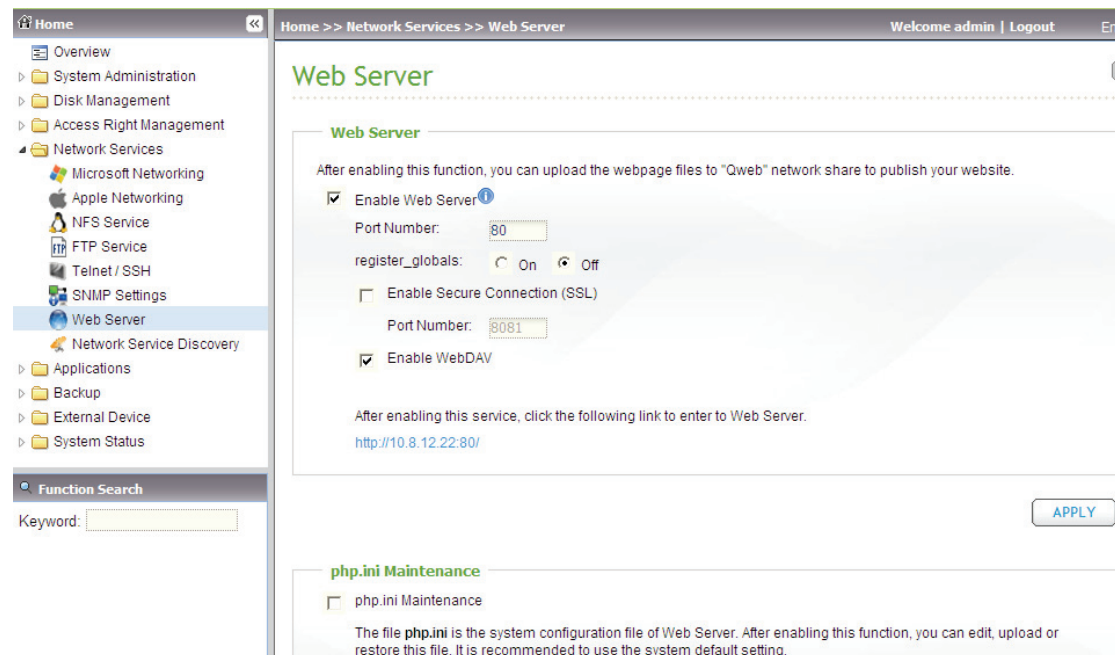 Home
Home >> Network Services >> Web Server
Welcome admin | Logout
En
Overview
System Administration
Disk Management
Access Right Management
Network Services
Microsoft Networking
Apple Networking
NFS Service
FTP
FTP Service
Telnet / SSH
SNMP Settings
Web Server
Network Service Discovery
Applications
Backup
External Device
System Status
Function Search
Keyword:
Web Server
Web Server
After enabling this function, you can upload the webpage files to "Qweb" network share to publish your website.
Enable Web Server
Port Number: 80
register_globals: On Off
Enable Secure Connection (SSL)
Port Number: 8081
Enable WebDAV
After enabling this service, click the following link to enter to Web Server.
http://10.8.12.22:80/
APPLY
php.ini Maintenance
php.ini Maintenance
The file php.ini is the system configuration file of Web Server. After enabling this function, you can edit, upload or
restore this file. It is recommended to use the system default setting.